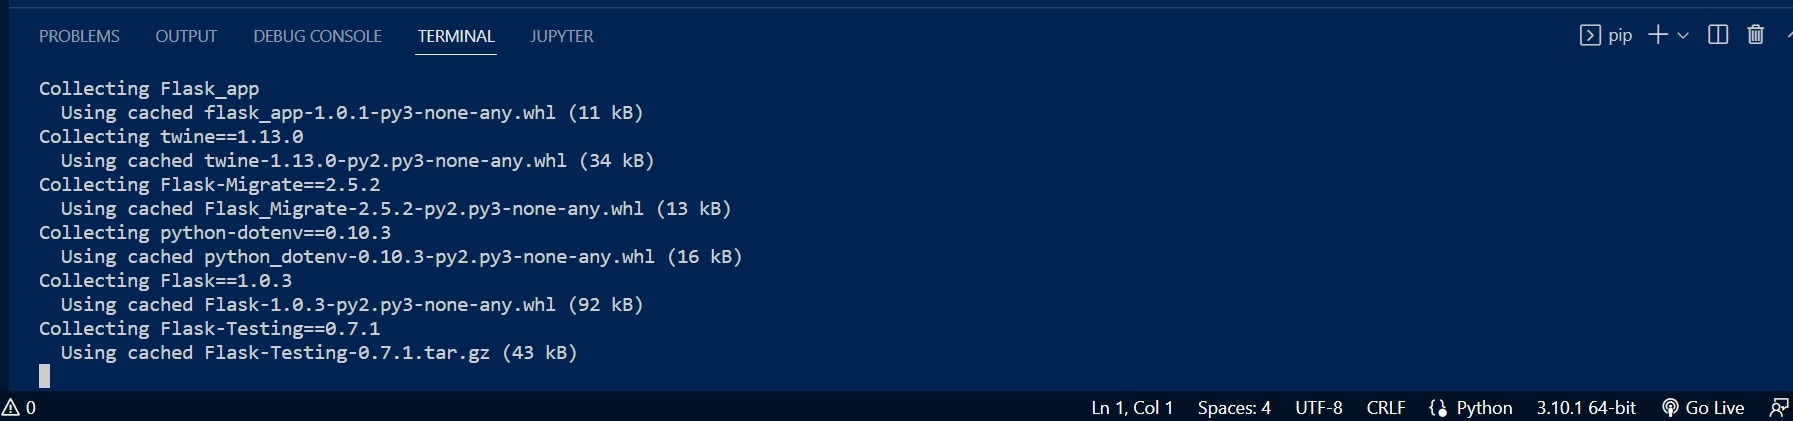 PROBLEMS OUTPUT DEBUG CONSOLE TERMINAL JUPYTER pip
Collecting Flask_app
Using cached flask_app-1.0.1-py3-none-any.whl (11 kB)
Collecting twine==1.13.0
Using cached twine-1.13.0-py2.py3-none-any.whl (34 kB)
Collecting Flask-Migrate==2.5.2
Using cached Flask_Migrate-2.5.2-py2.py3-none-any.whl (13 kB)
Collecting python-dotenv==0.10.3
Using cached python_dotenv-0.10.3-py2.py3-none-any.whl (16 kB)
Collecting Flask==1.0.3
Using cached Flask-1.0.3-py2.py3-none-any.whl (92 kB)
Collecting Flask-Testing==0.7.1
Using cached Flask-Testing-0.7.1.tar.gz (43 kB)
0 Ln 1, Col 1 Spaces: 4 UTF-8 CRLF Python 3.10.1 64-bit Go Live